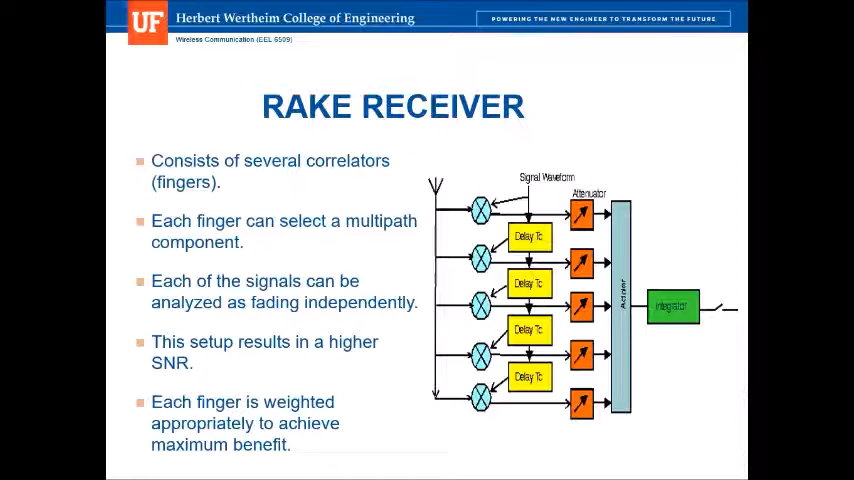 UF
Herbert Wertheim College of Engineering
POWERING THE NEW ENGINEER TO TRANSFORM THE FUTURE
Wireless Communication (EEL 6509)
RAKE RECEIVER
Consists of several correlators
(fingers).
Each finger can select a multipath
component.
Each of the signals can be
analyzed as fading independently.
This setup results in a higher
SNR.
Each finger is weighted
appropriately to achieve
maximum benefit.
Signal Waveform
Attenuator
Delay Tc
Delay Tc
Delay Tc
Delay Tc
Adder
Integrator